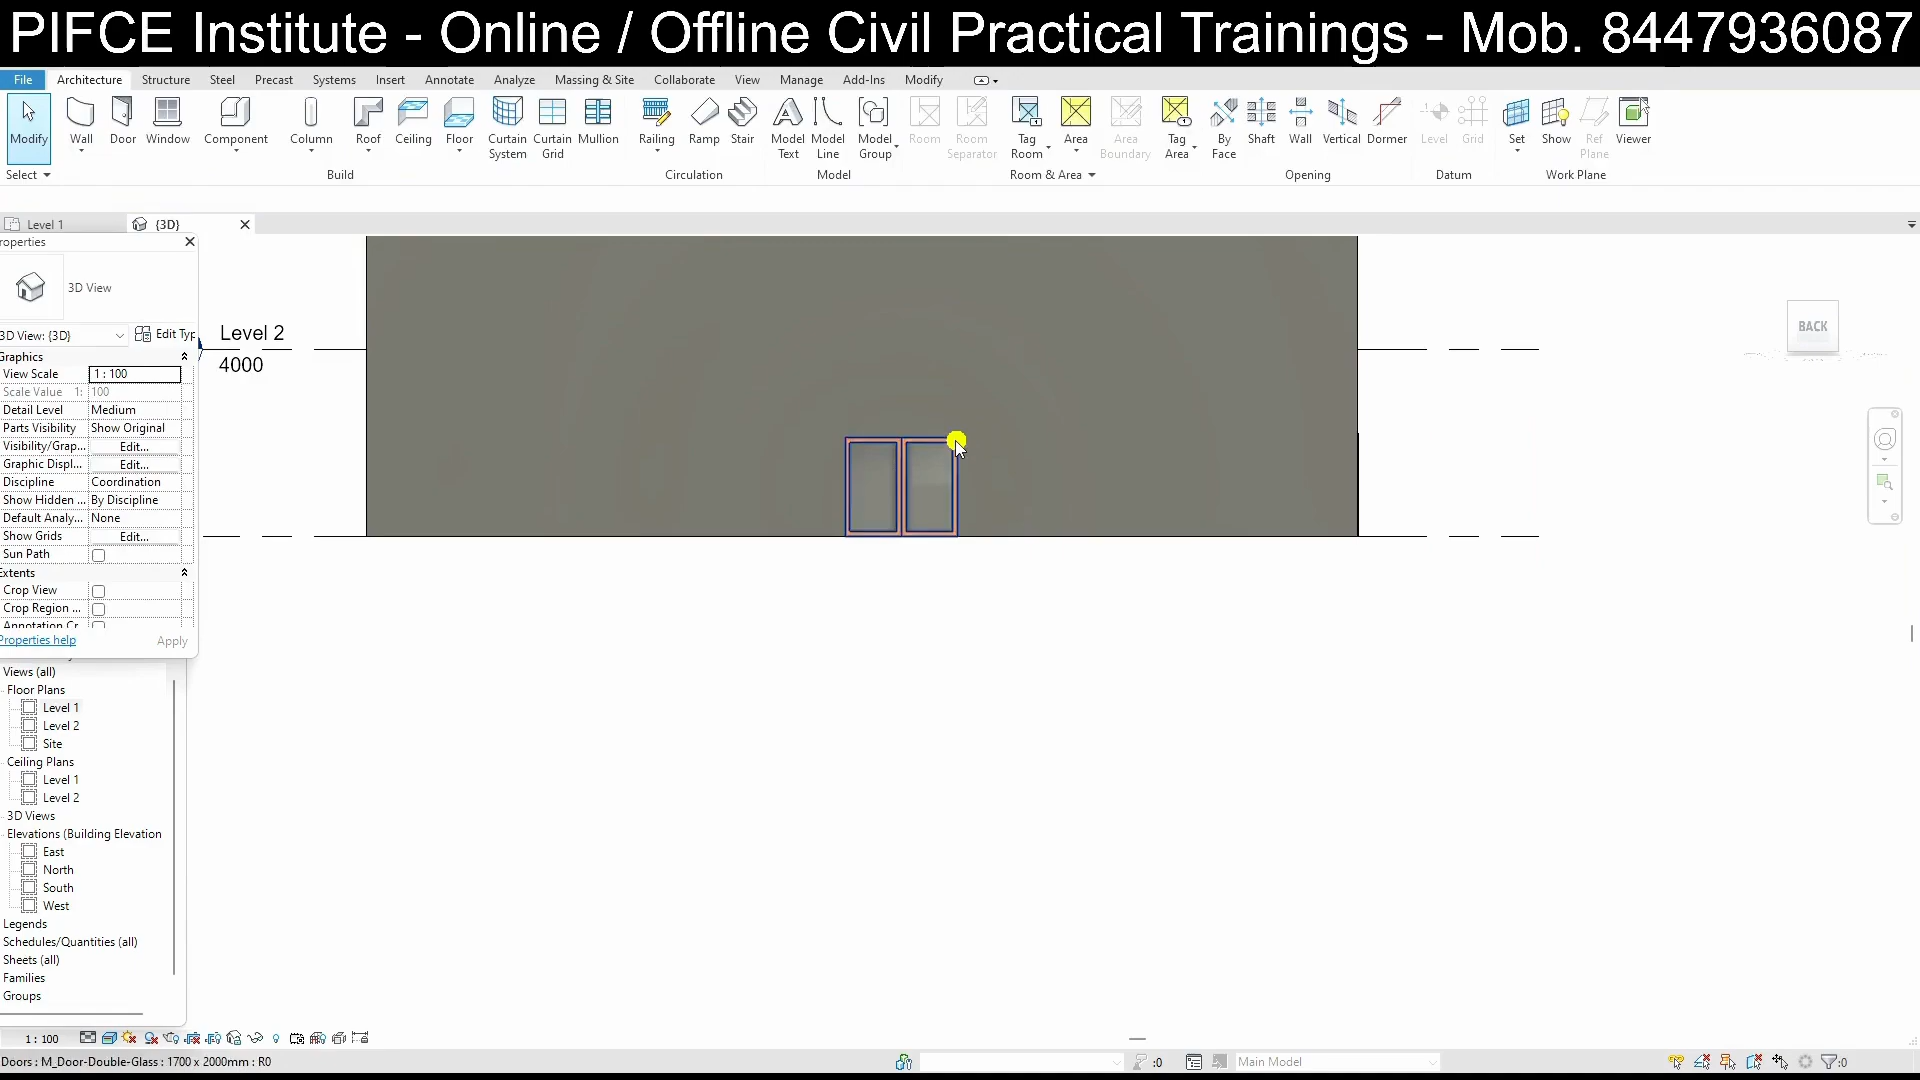 PIFCE Institute - Online / Offline Civil Practical Trainings - Mob. 8447936087
File Architecture Structure Steel Precast Systems Insert Annotate Analyze Massing & Site Collaborate View Manage Add-Ins Modify
Modify Wall Door Window Component Column Roof Ceiling Floor Curtain System Curtain Grid Mullion Railing Ramp Stair Model Text Model Line Model Group Room Room Separator Tag Room Area Area Boundary Tag Area By Face Shaft Wall Vertical Dormer Level Grid Set Show Ref Plane Viewer
Select Build Circulation Model Room & Area Opening Datum Work Plane
Level 1 {3D}
roperties
3D View
3D View: {3D} Edit Typ
Graphics
View Scale 1 : 100
Scale Value 1: 100
Detail Level Medium
Parts Visibility Show Original
Visibility/Grap... Edit...
Graphic Displ... Edit...
Discipline Coordination
Show Hidden ... By Discipline
Default Analy... None
Show Grids Edit...
Sun Path
Extents
Crop View
Crop Region ...
Annotation Cr
Properties help Apply
Level 2
4000
BACK
Views (all)
Floor Plans
Level 1
Level 2
Site
Ceiling Plans
Level 1
Level 2
3D Views
Elevations (Building Elevation
East
North
South
West
Legends
Schedules/Quantities (all)
Sheets (all)
Families
Groups
1 : 100
Doors : M_Door-Double-Glass : 1700 x 2000mm : R0 :0 Main Model :0